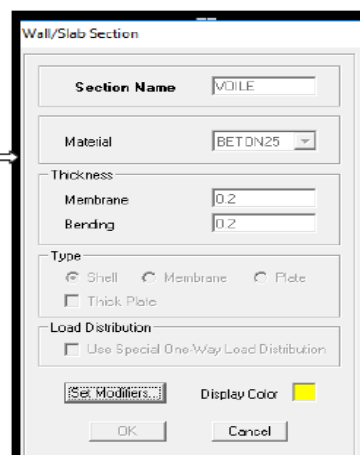 Wall/Slab Section
Section Name VOILE
Material BETON25
Thickness
Membrane 0.2
Bending 0.2
Type
Shell Membrane Plate
Thick Plate
Load Distribution
Use Special One-Way Load Distribution
Set Modifiers... Display Color
OK Cancel